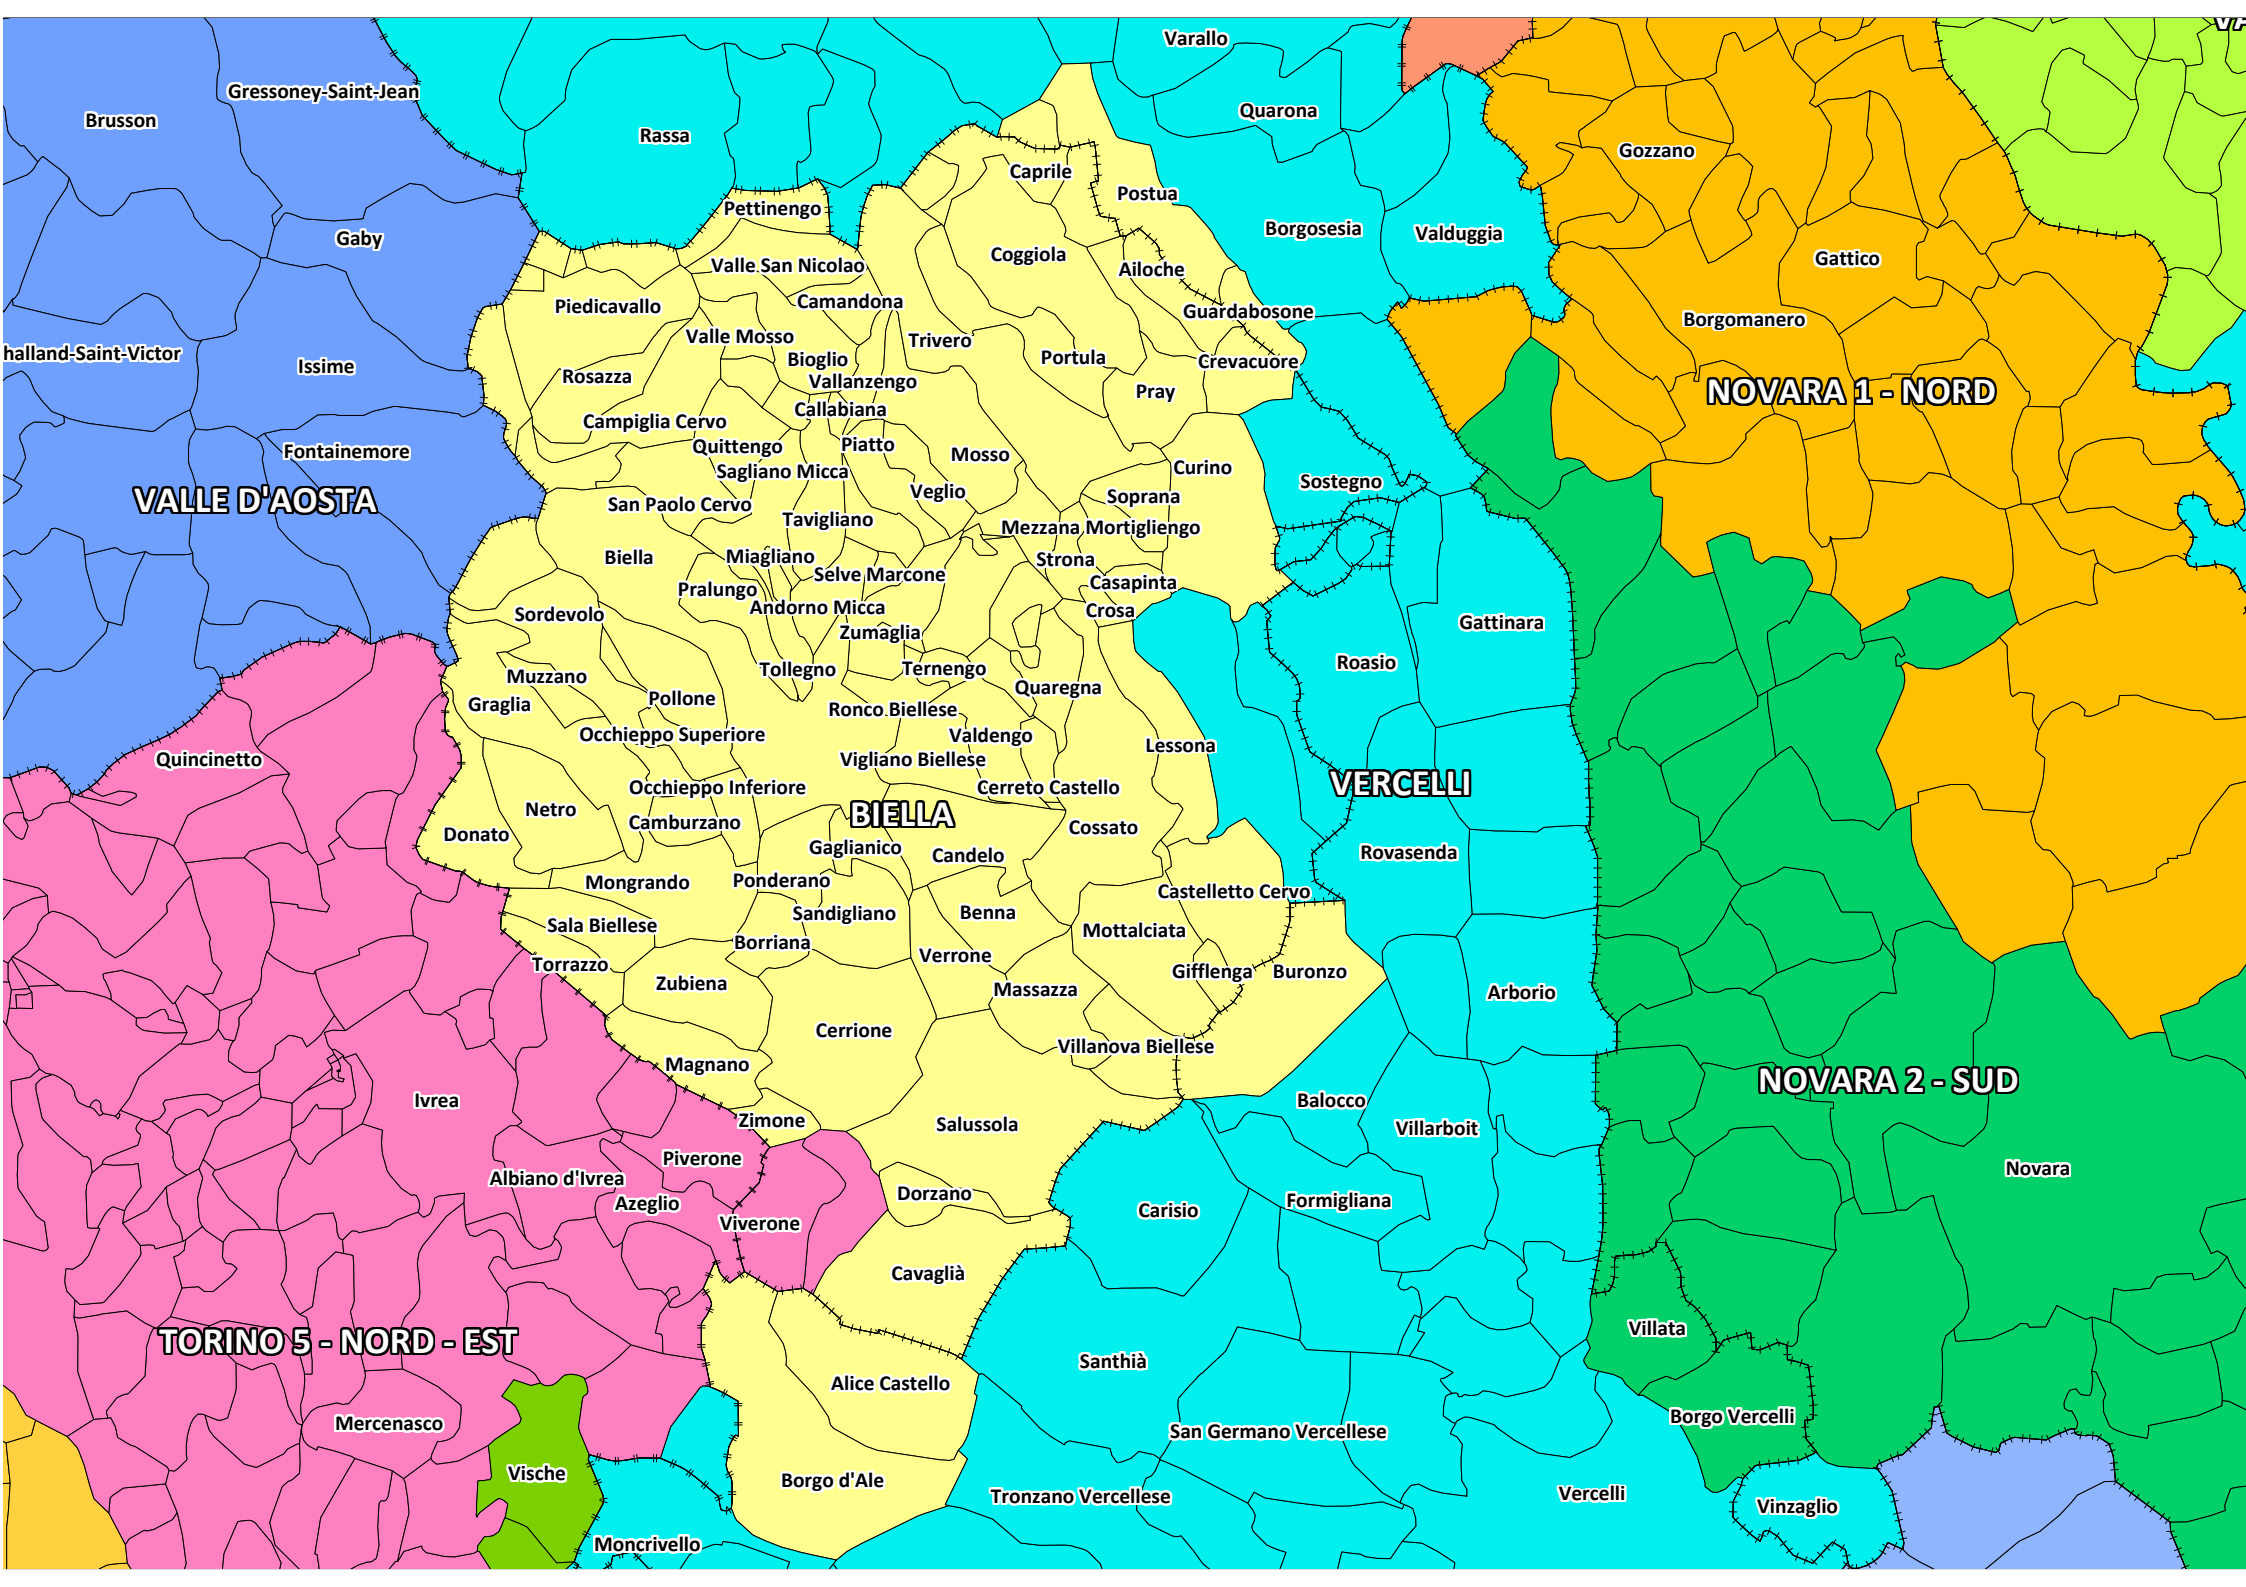 VA
Varallo
Gressoney-Saint-Jean
Quarona
Brusson
Rassa
Gozzano
Caprile
Postua
Pettinengo
Borgosesia
Valduggia
Gaby
Coggiola
Gattico
Valle San Nicolao
Ailoche
Camandona
Piedicavallo
Guardabosone
Borgomanero
Valle Mosso
Trivero
halland-Saint-Victor
Bioglio
Portula
Crevacuore
Issime
Rosazza
Vallanzengo
Pray
NOVARA 1 - NORD
Callabiana
Campiglia Cervo
Quittengo
Piatto
Fontainemore
Mosso
Sagliano Micca
Curino
Sostegno
VALLE D'AOSTA
Veglio
Soprana
San Paolo Cervo
Tavigliano
Mezzana Mortigliengo
Biella
Miagliano
Strona
Selve Marcone
Casapinta
Pralungo
Andorno Micca
Crosa
Sordevolo
Gattinara
Zumaglia
Roasio
Tollegno
Ternengo
Muzzano
Quaregna
Pollone
Graglia
Ronco Biellese
Occhieppo Superiore
Valdengo
Lessona
Quincinetto
Vigliano Biellese
VERCELLI
Occhieppo Inferiore
Cerreto Castello
Netro
BIELLA
Camburzano
Cossato
Donato
Gaglianico
Candelo
Rovasenda
Mongrando
Ponderano
Castelletto Cervo
Sandigliano
Benna
Sala Biellese
Mottalciata
Borriana
Verrone
Torrazzo
Gifflenga
Buronzo
Zubiena
Massazza
Arborio
Cerrione
Villanova Biellese
Magnano
NOVARA 2 - SUD
Ivrea
Balocco
Zimone
Salussola
Villarboit
Piverone
Novara
Albiano d'Ivrea
Dorzano
Azeglio
Formigliana
Carisio
Viverone
Cavaglià
Villata
TORINO 5 - NORD - EST
Santhià
Alice Castello
Mercenasco
Borgo Vercelli
San Germano Vercellese
Vische
Borgo d'Ale
Vercelli
Tronzano Vercellese
Vinzaglio
Moncrivello